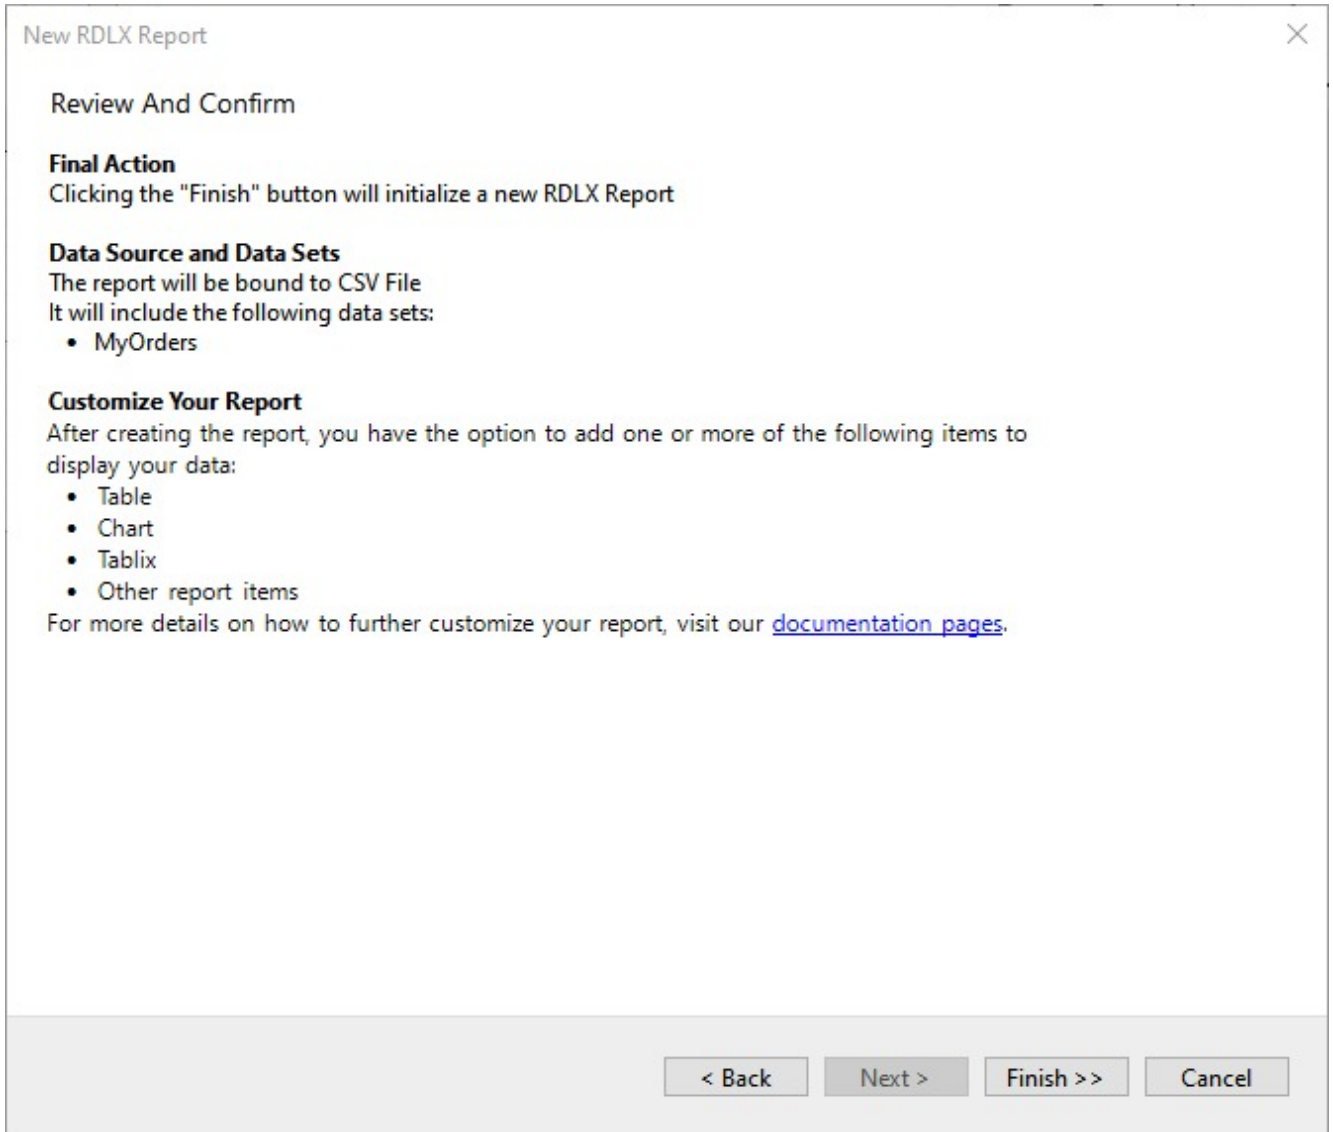 New RDLX Report
Review And Confirm
Final Action
Clicking the "Finish" button will initialize a new RDLX Report
Data Source and Data Sets
The report will be bound to CSV File
It will include the following data sets:
• MyOrders
Customize Your Report
After creating the report, you have the option to add one or more of the following items to
display your data:
• Table
• Chart
• Tablix
• Other report items
For more details on how to further customize your report, visit our documentation pages.
< Back Next > Finish >> Cancel